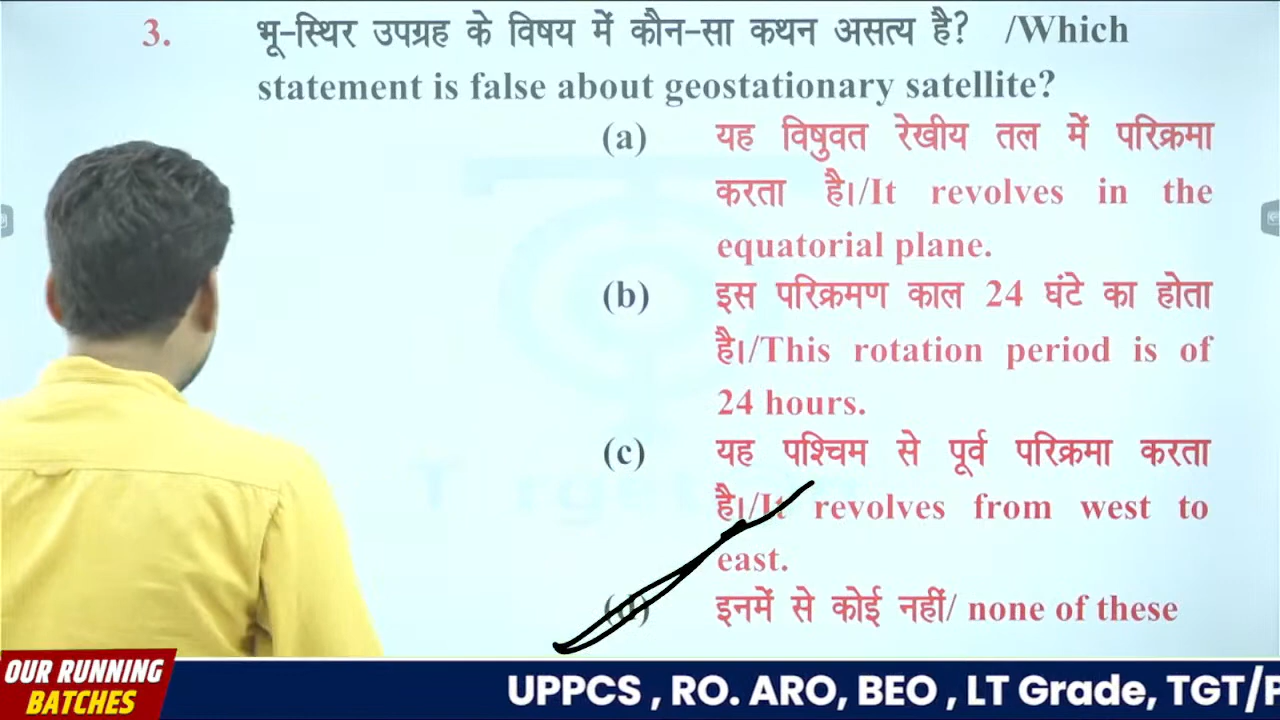 3. भू-स्थिर उपग्रह के विषय में कौन-सा कथन असत्य है? /Which
statement is false about geostationary satellite?
(a) यह विषुवत रेखीय तल में परिक्रमा
करता है।/It revolves in the
equatorial plane.
(b) इस परिक्रमण काल 24 घंटे का होता
है।/This rotation period is of
24 hours.
(c) यह पश्चिम से पूर्व परिक्रमा करता
है।/It revolves from west to
east.
(d) इनमें से कोई नहीं/ none of these
OUR RUNNING
BATCHES
UPPCS , RO. ARO, BEO , LT Grade, TGT/